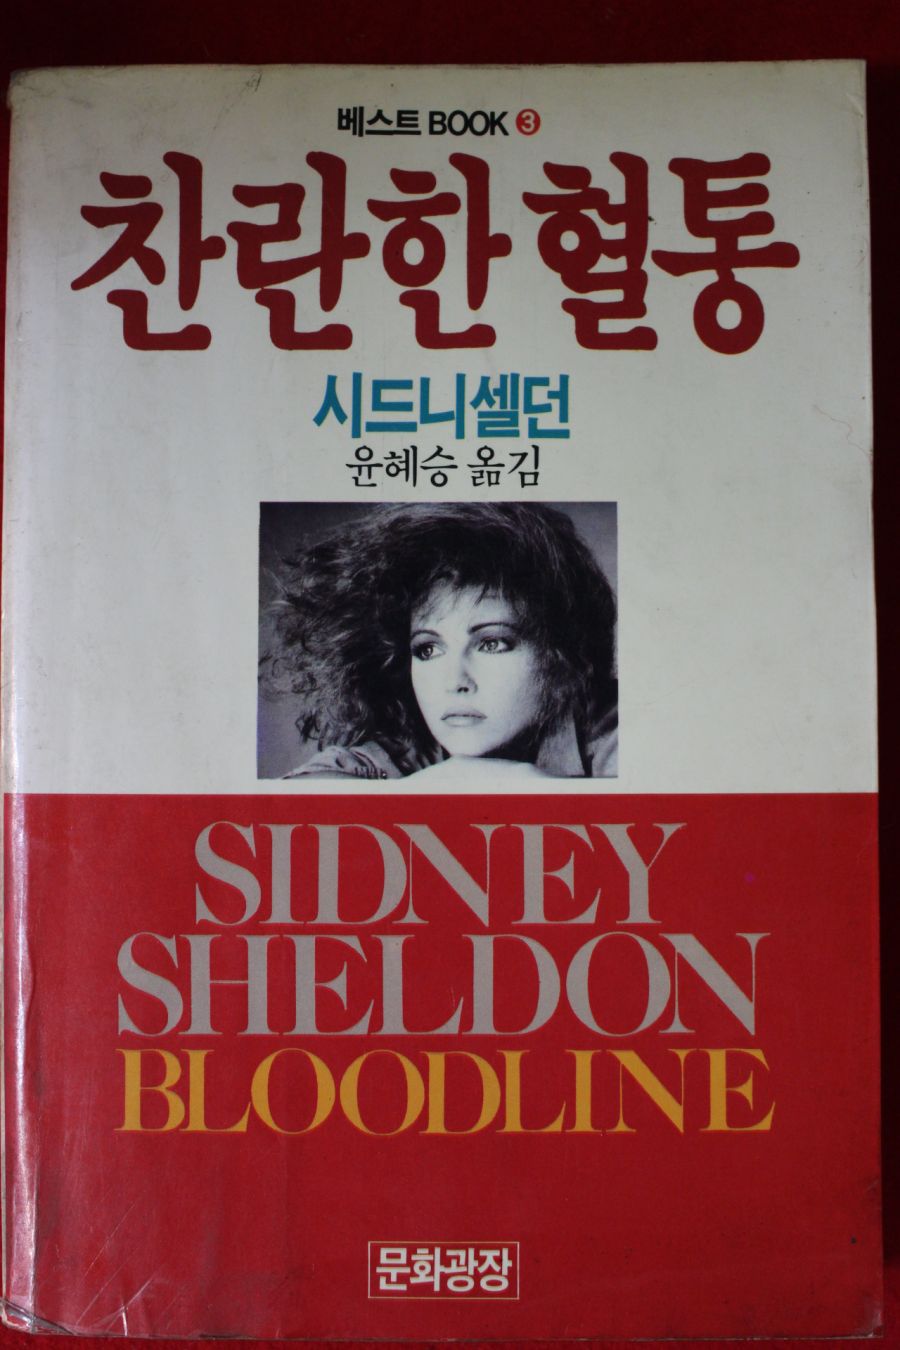 베스트 BOOK 3
찬란한 혈통
시드니셀던
윤혜승 옮김
SIDNEY
SHELDON
BLOODLINE
문화광장